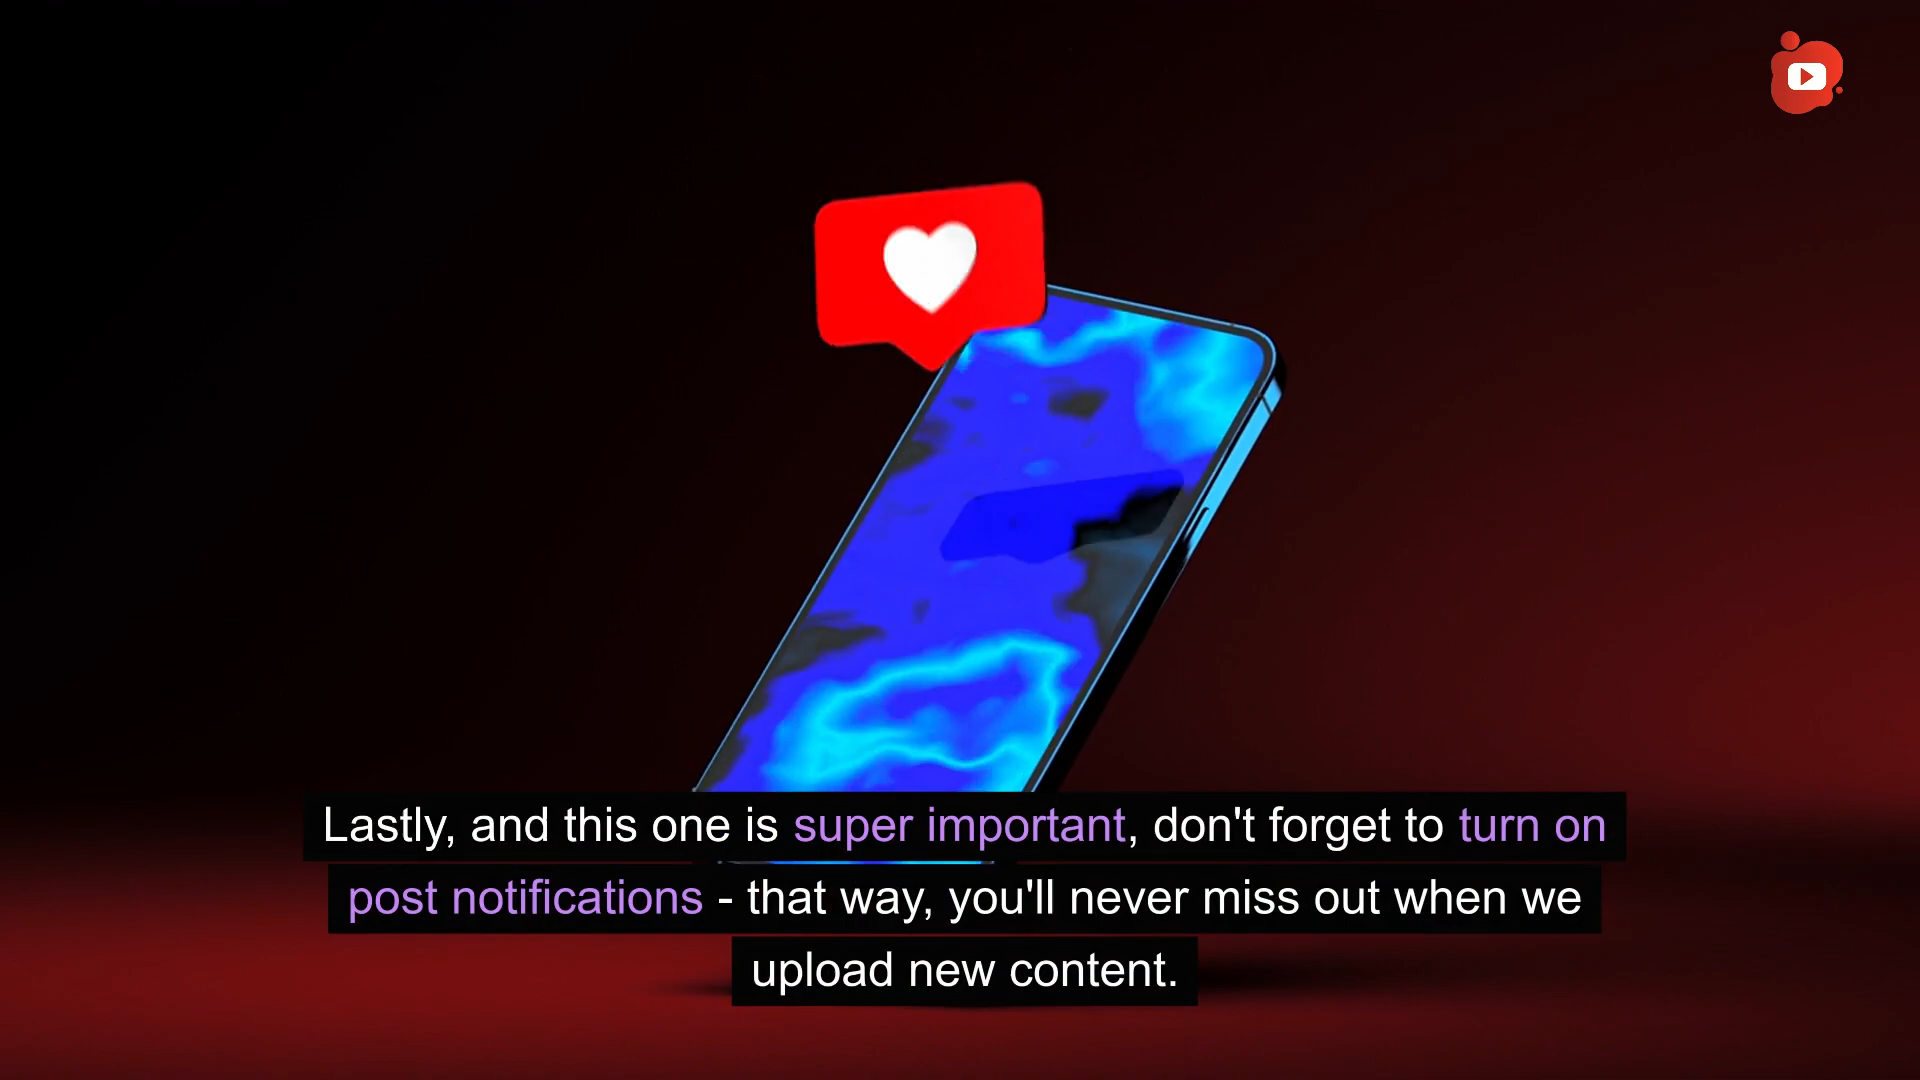 Lastly, and this one is super important, don't forget to turn on
post notifications - that way, you'll never miss out when we
upload new content.